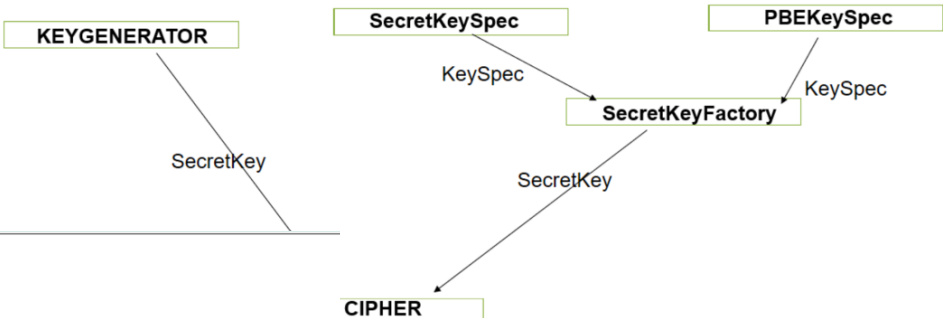 KEYGENERATOR
SecretKeySpec
PBEKeySpec
KeySpec
KeySpec
SecretKeyFactory
SecretKey
SecretKey
CIPHER